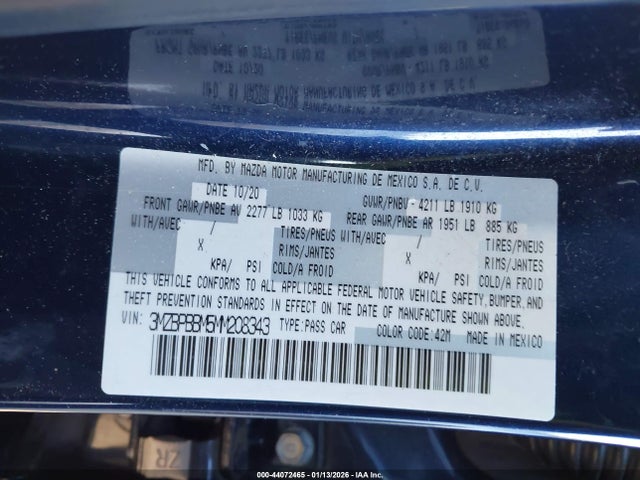 MFD. BY MAZDA MOTOR MANUFACTURING DE MEXICO S.A. DE C.V.
DATE 10/20 GVWR/PNBV - 4211 LB 1910 KG
FRONT GAWR/PNBE AV 2277 LB 1033 KG REAR GAWR/PNBE AR 1951 LB 885 KG
WITH/AVEC / TIRES/PNEUS WITH/AVEC / TIRES/PNEUS
X RIMS/JANTES X RIMS/JANTES
KPA/ PSI COLD/A FROID KPA/ PSI COLD/A FROID
THIS VEHICLE CONFORMS TO ALL APPLICABLE FEDERAL MOTOR VEHICLE SAFETY, BUMPER, AND
THEFT PREVENTION STANDARDS IN EFFECT ON THE DATE OF MANUFACTURE SHOWN ABOVE.
VIN: 3MZBPBBM5MM208343 TYPE: PASS CAR COLOR CODE: 42M MADE IN MEXICO
000-44072465 - 01/13/2026 - IAA Inc.